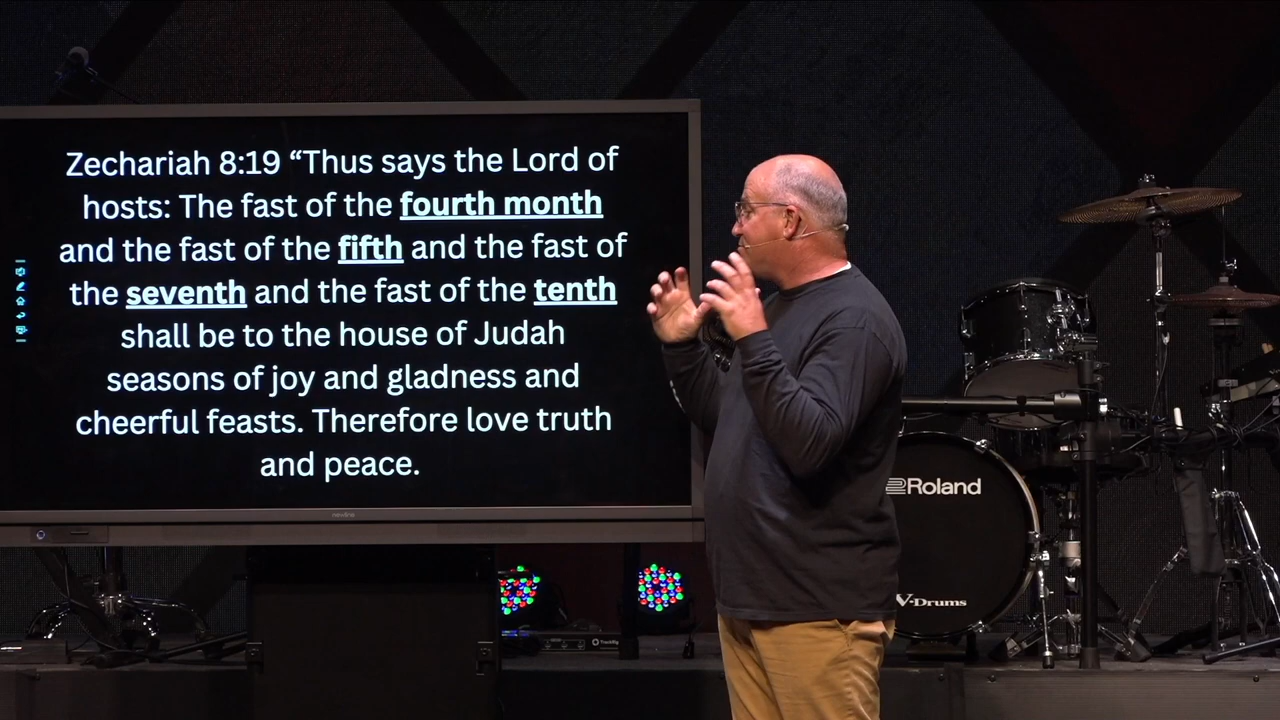 Zechariah 8:19 “Thus says the Lord of
hosts: The fast of the fourth month
and the fast of the fifth and the fast of
the seventh and the fast of the tenth
shall be to the house of Judah
seasons of joy and gladness and
cheerful feasts. Therefore love truth
and peace.
newline
Roland
V-Drums